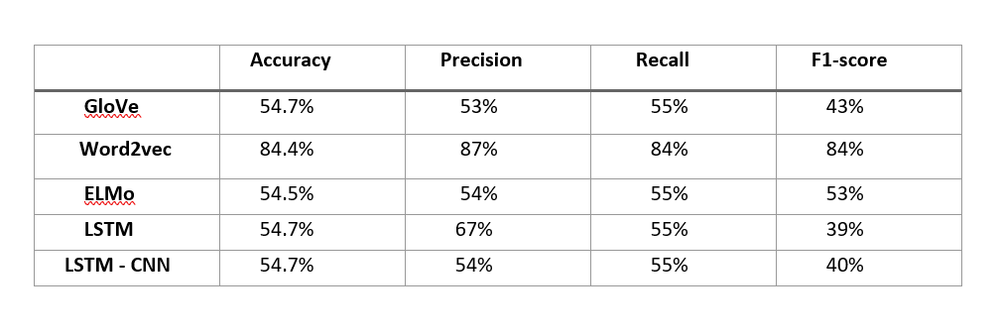 Accuracy Precision Recall F1-score
GloVe 54.7% 53% 55% 43%
Word2vec 84.4% 87% 84% 84%
ELMo 54.5% 54% 55% 53%
LSTM 54.7% 67% 55% 39%
LSTM - CNN 54.7% 54% 55% 40%